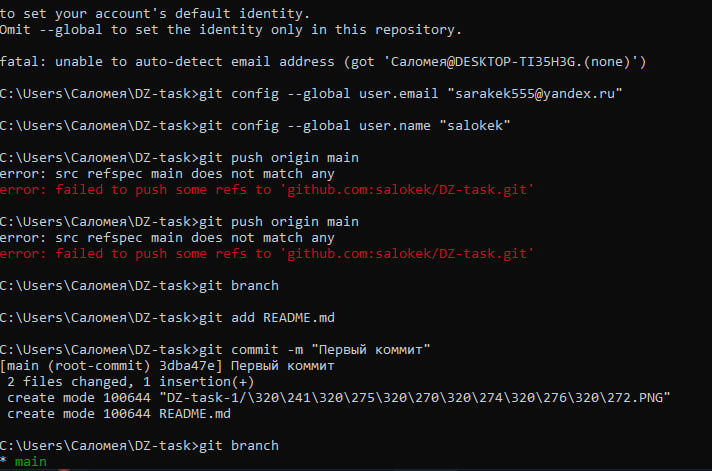 to set your account's default identity.
Omit --global to set the identity only in this repository.
fatal: unable to auto-detect email address (got 'Саломея@DESKTOP-TI35H3G.(none)')
C:\Users\Саломея\DZ-task>git config --global user.email "sarakek555@yandex.ru"
C:\Users\Саломея\DZ-task>git config --global user.name "salokek"
C:\Users\Саломея\DZ-task>git push origin main
error: src refspec main does not match any
error: failed to push some refs to 'github.com:salokek/DZ-task.git'
C:\Users\Саломея\DZ-task>git push origin main
error: src refspec main does not match any
error: failed to push some refs to 'github.com:salokek/DZ-task.git'
C:\Users\Саломея\DZ-task>git branch
C:\Users\Саломея\DZ-task>git add README.md
C:\Users\Саломея\DZ-task>git commit -m "Первый коммит"
[main (root-commit) 3dba47e] Первый коммит
 2 files changed, 1 insertion(+)
 create mode 100644 "DZ-task-1/\320\241\320\275\320\270\320\274\320\276\320\272.PNG"
 create mode 100644 README.md
C:\Users\Саломея\DZ-task>git branch
* main